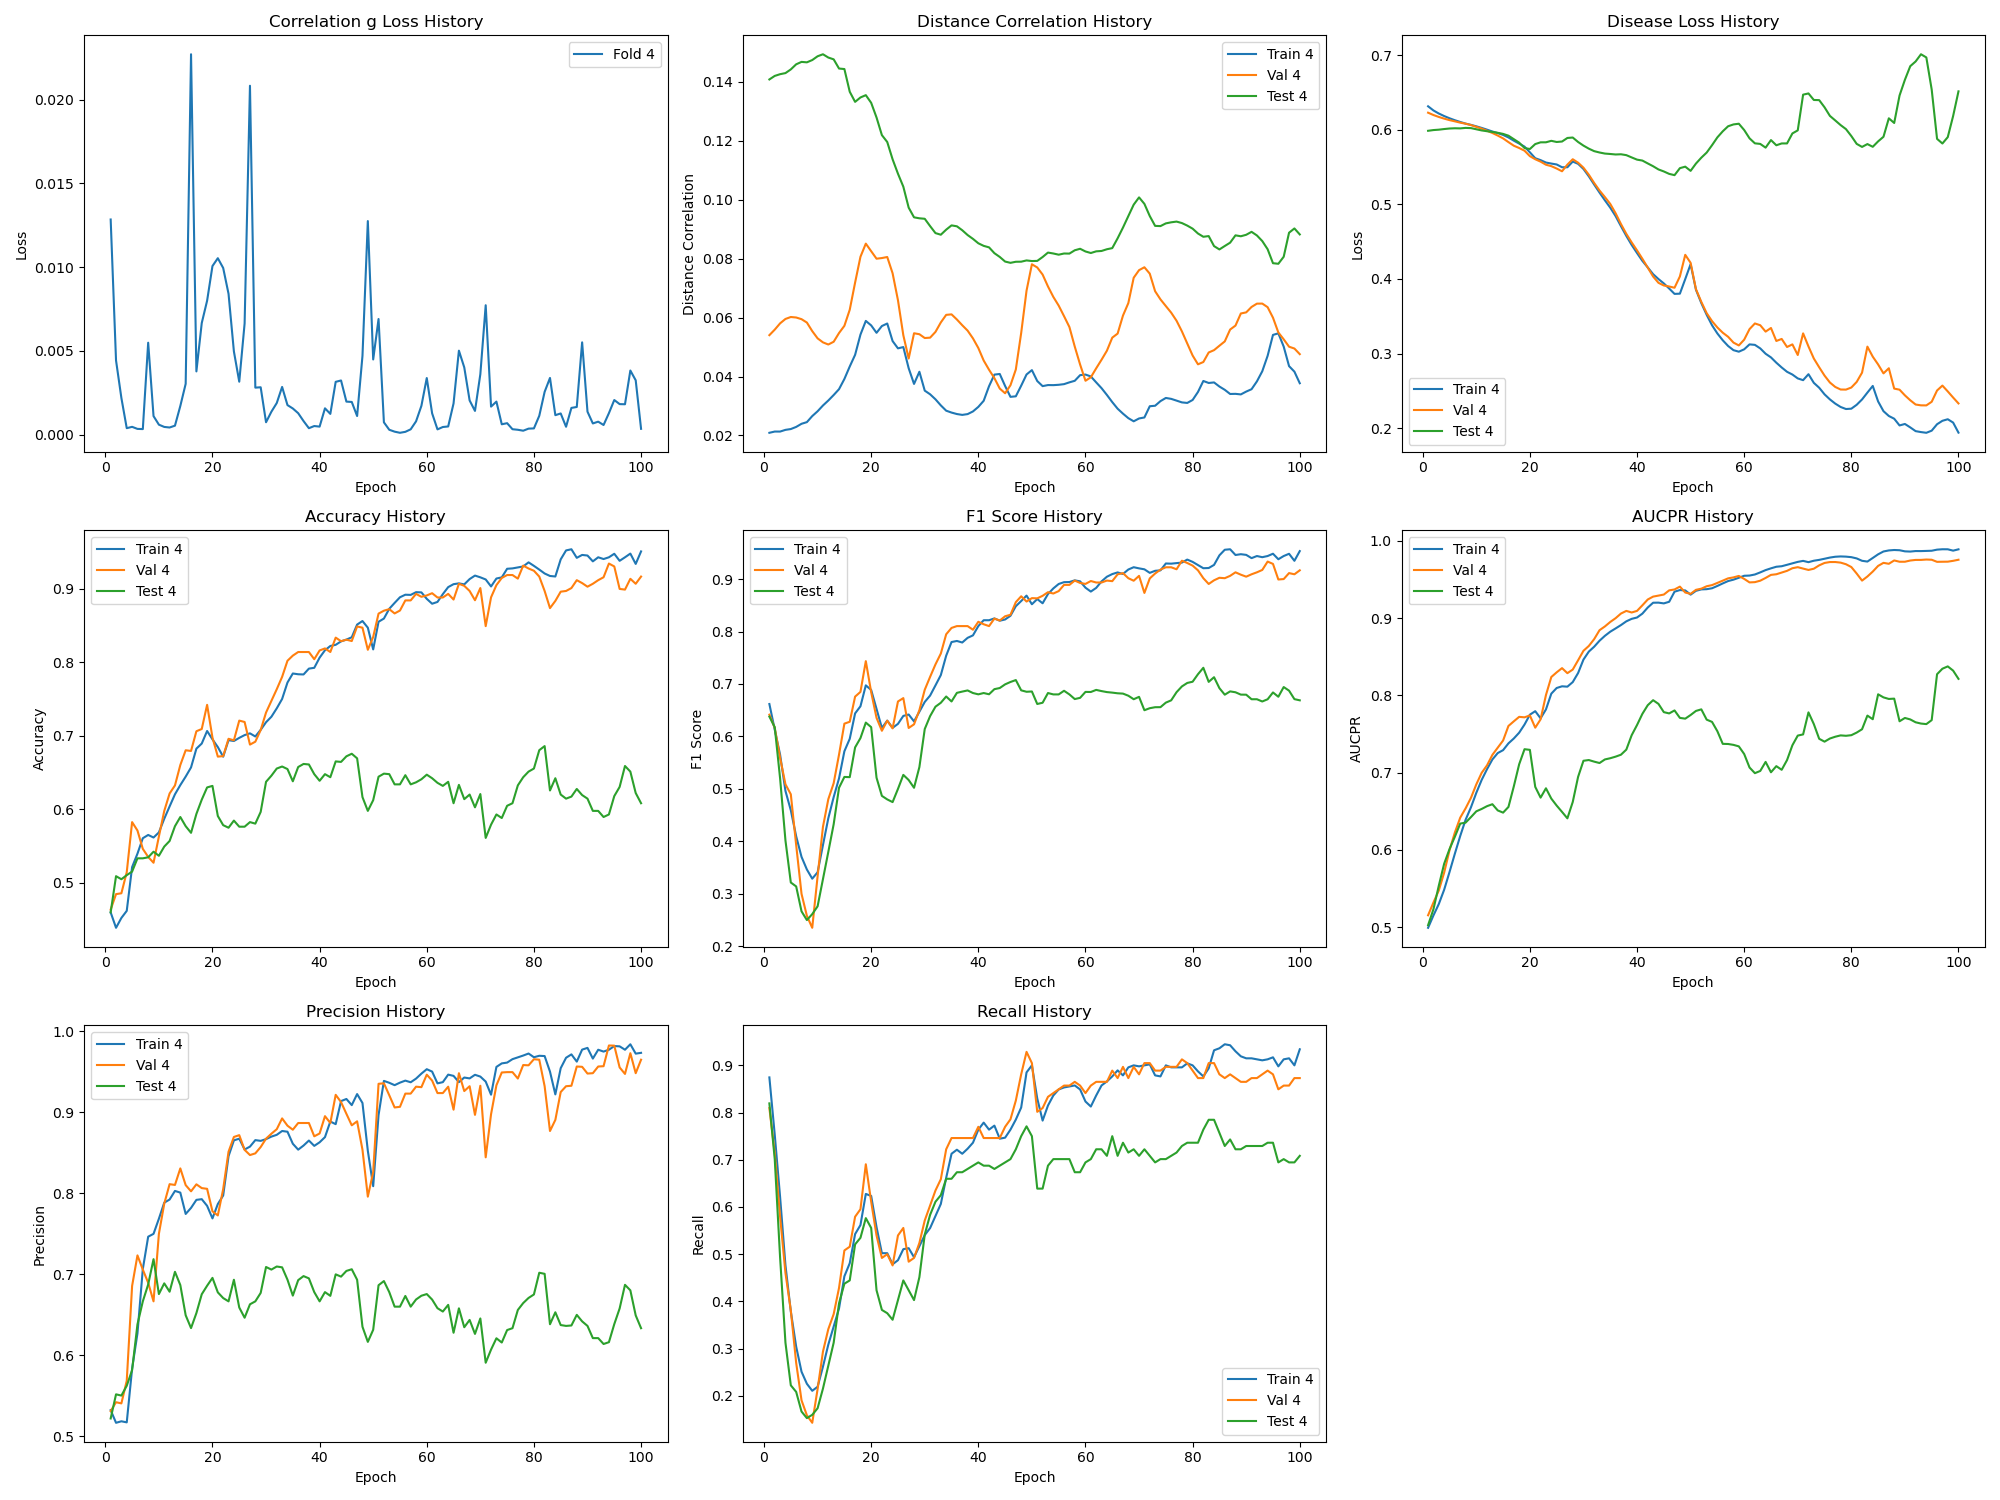 Correlation g Loss History
Loss
0.020
0.015
0.010
0.005
0.000
0 20 40 60 80 100
Epoch
Fold 4
Distance Correlation History
Distance Correlation
0.14
0.12
0.10
0.08
0.06
0.04
0.02
0 20 40 60 80 100
Epoch
Train 4
Val 4
Test 4
Disease Loss History
Loss
0.7
0.6
0.5
0.4
0.3
0.2
0 20 40 60 80 100
Epoch
Train 4
Val 4
Test 4
Accuracy History
Accuracy
0.9
0.8
0.7
0.6
0.5
0 20 40 60 80 100
Epoch
Train 4
Val 4
Test 4
F1 Score History
F1 Score
0.9
0.8
0.7
0.6
0.5
0.4
0.3
0.2
0 20 40 60 80 100
Epoch
Train 4
Val 4
Test 4
AUCPR History
AUCPR
1.0
0.9
0.8
0.7
0.6
0.5
0 20 40 60 80 100
Epoch
Train 4
Val 4
Test 4
Precision History
Precision
1.0
0.9
0.8
0.7
0.6
0.5
0 20 40 60 80 100
Epoch
Train 4
Val 4
Test 4
Recall History
Recall
0.9
0.8
0.7
0.6
0.5
0.4
0.3
0.2
0 20 40 60 80 100
Epoch
Train 4
Val 4
Test 4